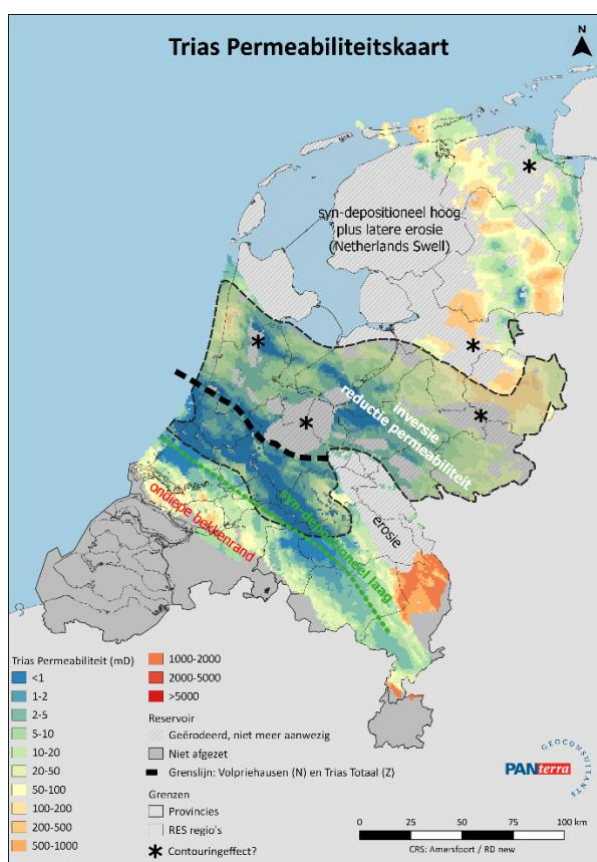 Trias Permeabiliteitskaart
N
syn-depositioneel hoog
plus latere erosie
(Netherlands Swell)
inversie
reductie permeabiliteit
syn-depositioneel laag
erosie
ondiepe bekkenrand
Trias Permeabiliteit (mD)
<1
1-2
2-5
5-10
10-20
20-50
50-100
100-200
200-500
500-1000
1000-2000
2000-5000
>5000
Reservoir
Geërodeerd, niet meer aanwezig
Niet afgezet
Grenslijn: Volpriehausen (N) en Trias Totaal (Z)
Grenzen
Provincies
RES regio's
Contouringeffect?
PANterra
GEOCONSULTANTS
0 25 50 75 100 km
CRS: Amersfoort / RD new